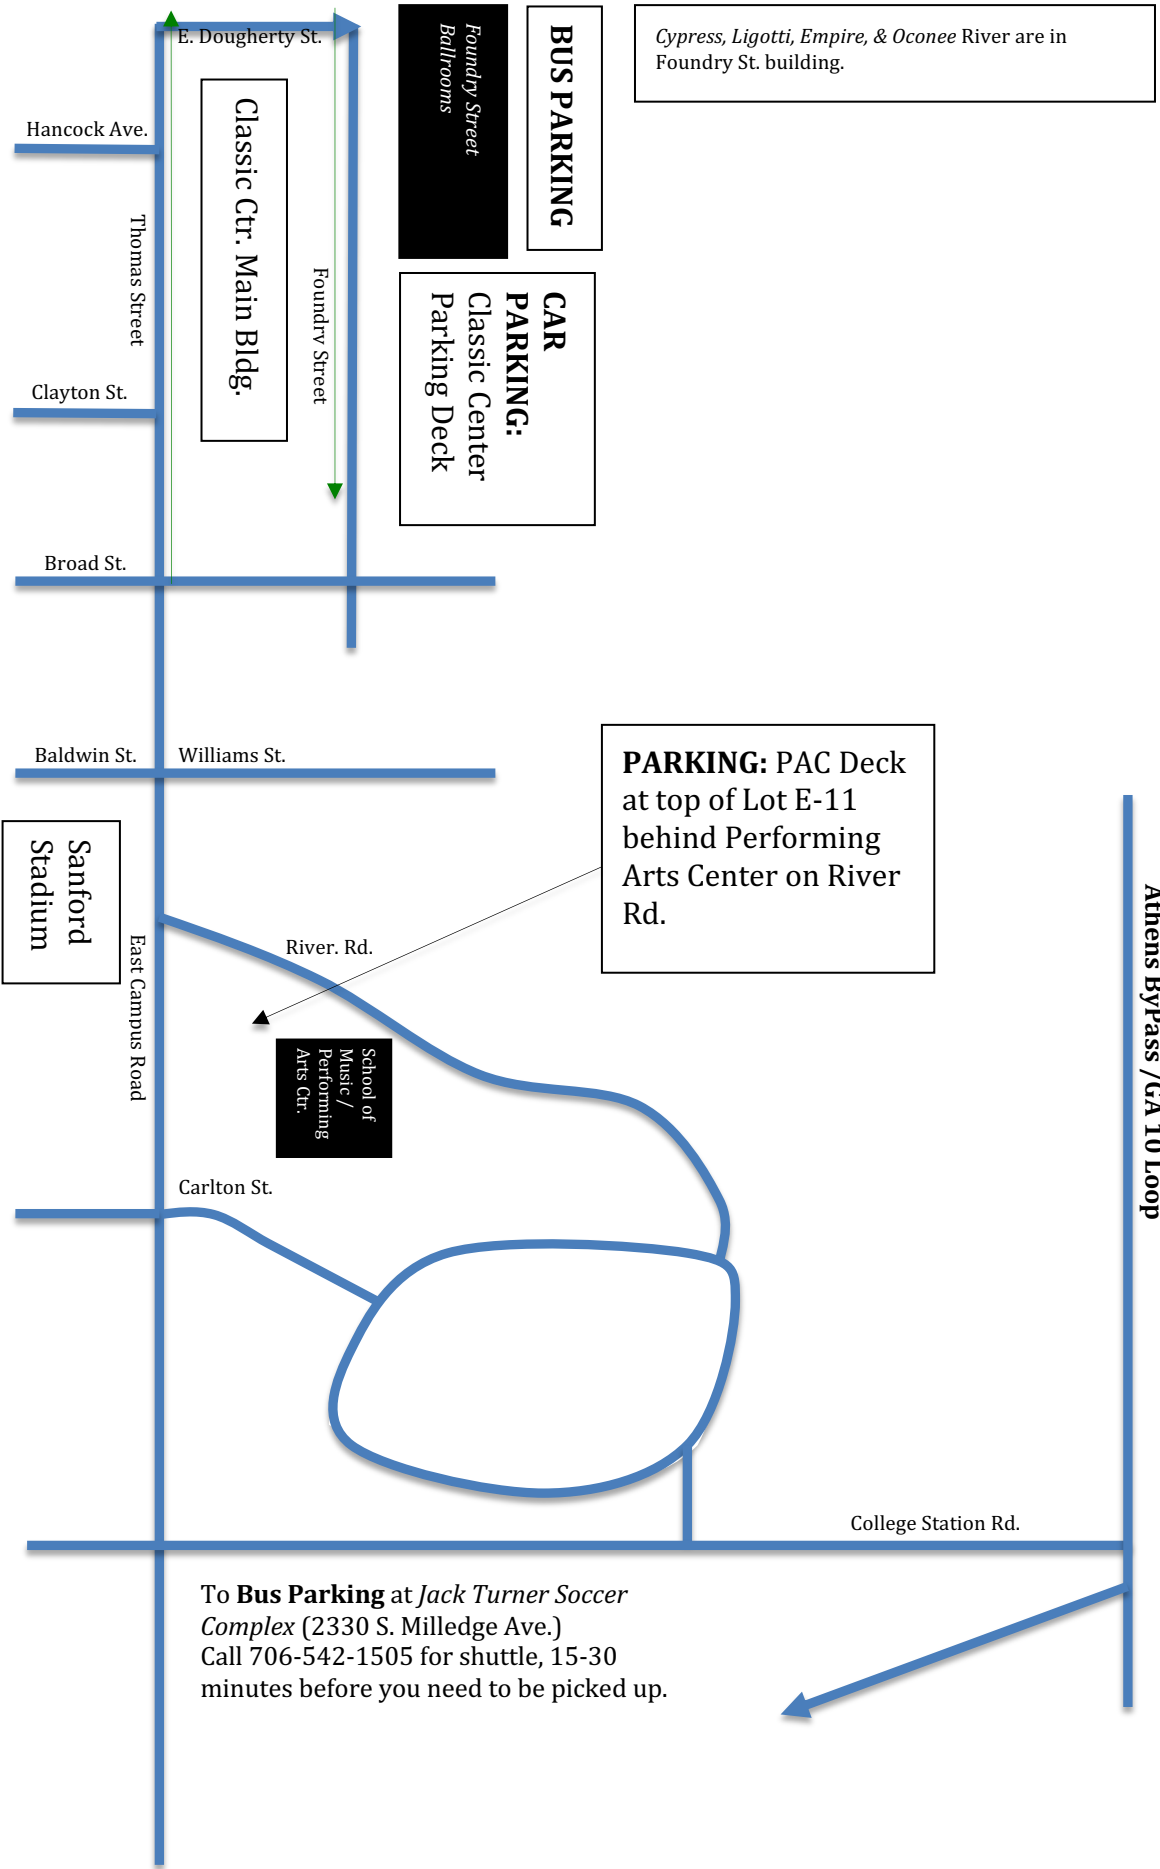 E. Dougherty St.
Foundry Street
Ballrooms
BUS PARKING
Cypress, Ligotti, Empire, & Oconee River are in
Foundry St. building.
Hancock Ave.
Thomas Street
Classic Ctr. Main Bldg.
Foundry Street
CAR
PARKING:
Classic Center
Parking Deck
Clayton St.
Broad St.
Baldwin St.
Williams St.
PARKING: PAC Deck
at top of Lot E-11
behind Performing
Arts Center on River
Rd.
Sanford
Stadium
East Campus Road
River. Rd.
Athens ByPass /GA 10 Loop
School of
Music /
Performing
Arts Ctr.
Carlton St.
College Station Rd.
To Bus Parking at Jack Turner Soccer
Complex (2330 S. Milledge Ave.)
Call 706-542-1505 for shuttle, 15-30
minutes before you need to be picked up.